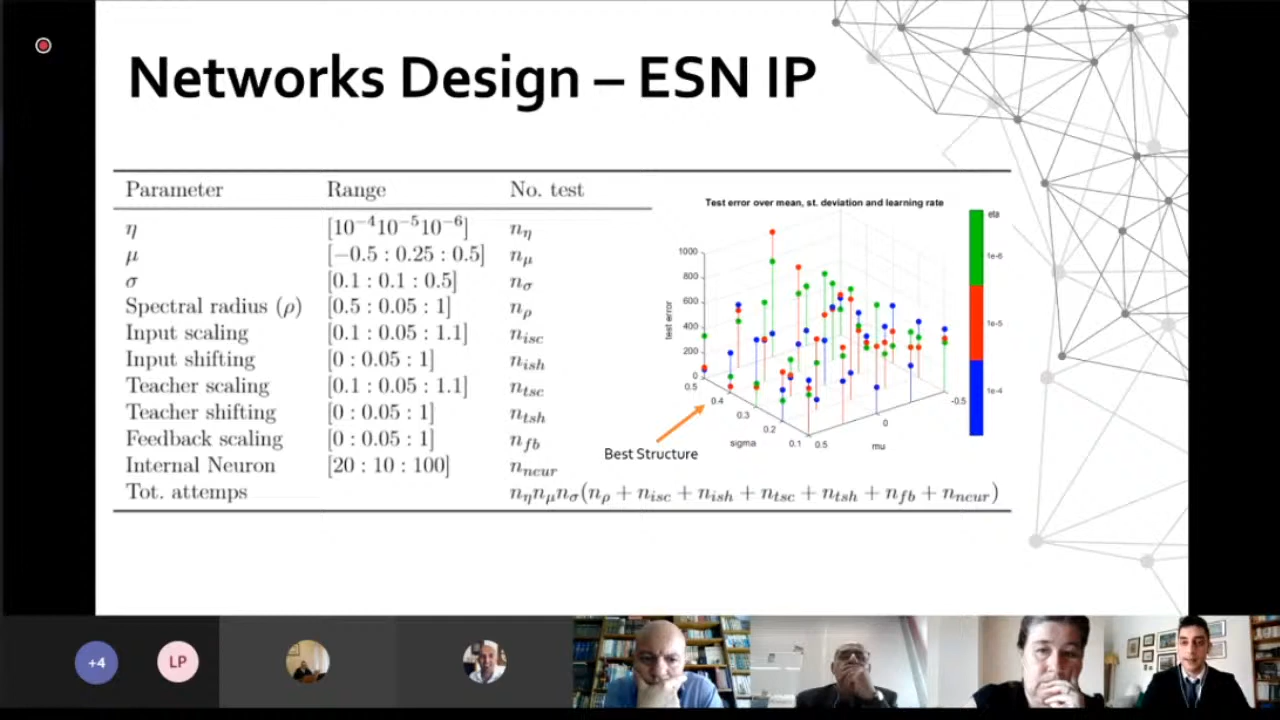 Networks Design – ESN IP
Parameter Range No. test
η [10⁻⁴10⁻⁵10⁻⁶] n_η
μ [−0.5 : 0.25 : 0.5] n_μ
σ [0.1 : 0.1 : 0.5] n_σ
Spectral radius (ρ) [0.5 : 0.05 : 1] n_ρ
Input scaling [0.1 : 0.05 : 1.1] n_isc
Input shifting [0 : 0.05 : 1] n_ish
Teacher scaling [0.1 : 0.05 : 1.1] n_tsc
Teacher shifting [0 : 0.05 : 1] n_tsh
Feedback scaling [0 : 0.05 : 1] n_fb
Internal Neuron [20 : 10 : 100] n_neur
Tot. attemps n_ηn_μn_σ(n_ρ + n_isc + n_ish + n_tsc + n_tsh + n_fb + n_neur)
Test error over mean, st. deviation and learning rate
eta
1e-6
1e-5
1e-4
test error
1000
800
600
400
200
0
0.5
0.4
0.3
0.2
0.1
sigma
0.5
0
-0.5
mu
Best Structure
+4
LP